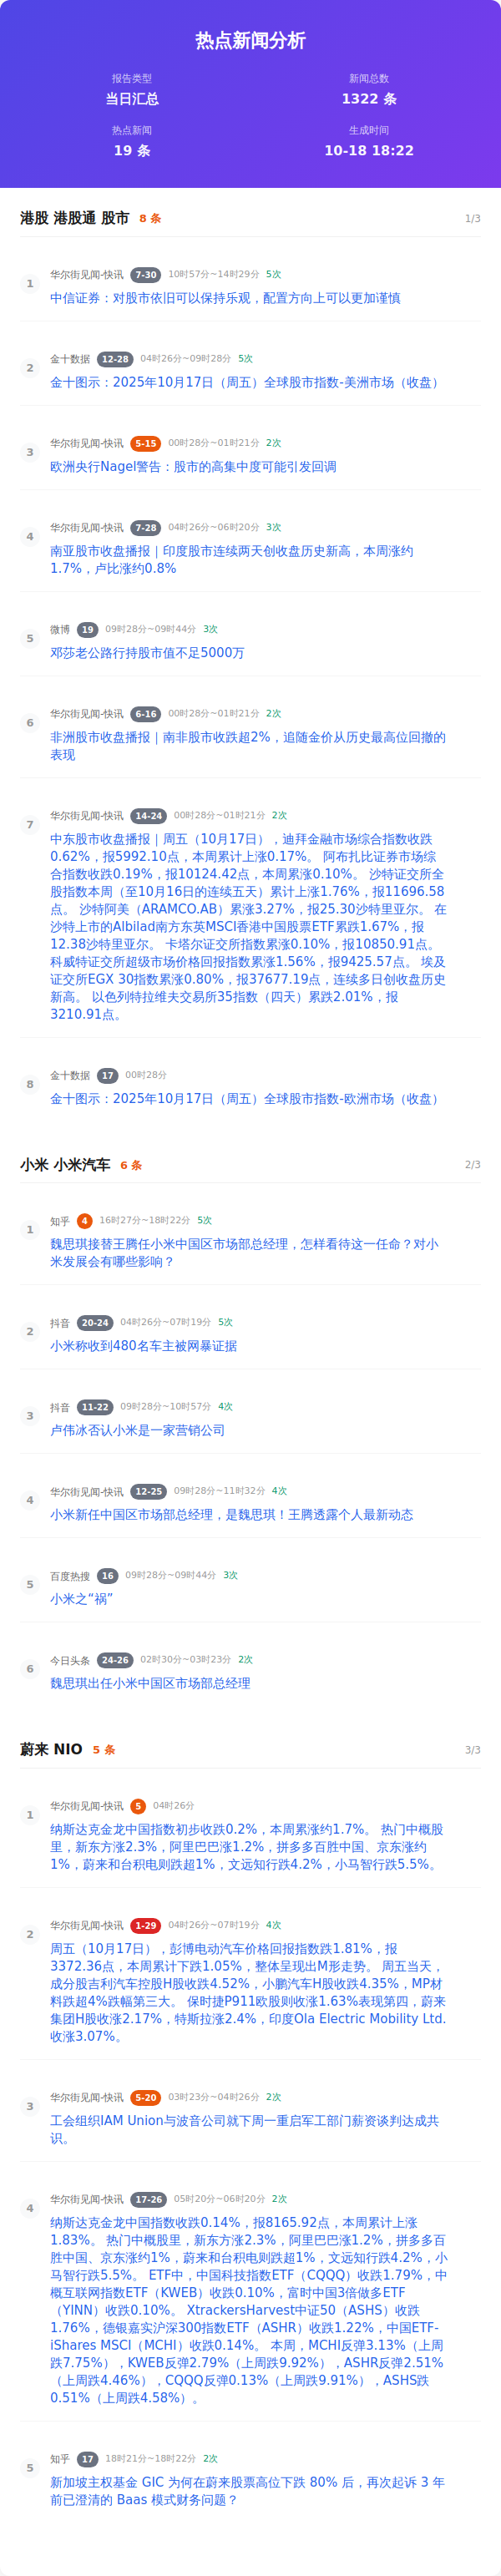 热点新闻分析
报告类型
当日汇总
新闻总数
1322 条
热点新闻
19 条
生成时间
10-18 18:22
港股 港股通 股市 8 条 1/3
1
华尔街见闻-快讯 7-30 10时57分~14时29分 5次
中信证券：对股市依旧可以保持乐观，配置方向上可以更加谨慎
2
金十数据 12-28 04时26分~09时28分 5次
金十图示：2025年10月17日（周五）全球股市指数-美洲市场（收盘）
3
华尔街见闻-快讯 5-15 00时28分~01时21分 2次
欧洲央行Nagel警告：股市的高集中度可能引发回调
4
华尔街见闻-快讯 7-28 04时26分~06时20分 3次
南亚股市收盘播报｜印度股市连续两天创收盘历史新高，本周涨约
1.7%，卢比涨约0.8%
5
微博 19 09时28分~09时44分 3次
邓莎老公路行持股市值不足5000万
6
华尔街见闻-快讯 6-16 00时28分~01时21分 2次
非洲股市收盘播报｜南非股市收跌超2%，追随金价从历史最高位回撤的
表现
7
华尔街见闻-快讯 14-24 00时28分~01时21分 2次
中东股市收盘播报｜周五（10月17日），迪拜金融市场综合指数收跌
0.62%，报5992.10点，本周累计上涨0.17%。 阿布扎比证券市场综
合指数收跌0.19%，报10124.42点，本周累涨0.10%。 沙特证交所全
股指数本周（至10月16日的连续五天）累计上涨1.76%，报11696.58
点。 沙特阿美（ARAMCO.AB）累涨3.27%，报25.30沙特里亚尔。 在
沙特上市的Albilad南方东英MSCI香港中国股票ETF累跌1.67%，报
12.38沙特里亚尔。 卡塔尔证交所指数累涨0.10%，报10850.91点。
科威特证交所超级市场价格回报指数累涨1.56%，报9425.57点。 埃及
证交所EGX 30指数累涨0.80%，报37677.19点，连续多日创收盘历史
新高。 以色列特拉维夫交易所35指数（四天）累跌2.01%，报
3210.91点。
8
金十数据 17 00时28分
金十图示：2025年10月17日（周五）全球股市指数-欧洲市场（收盘）
小米 小米汽车 6 条 2/3
1
知乎 4 16时27分~18时22分 5次
魏思琪接替王腾任小米中国区市场部总经理，怎样看待这一任命？对小
米发展会有哪些影响？
2
抖音 20-24 04时26分~07时19分 5次
小米称收到480名车主被网暴证据
3
抖音 11-22 09时28分~10时57分 4次
卢伟冰否认小米是一家营销公司
4
华尔街见闻-快讯 12-25 09时28分~11时32分 4次
小米新任中国区市场部总经理，是魏思琪！王腾透露个人最新动态
5
百度热搜 16 09时28分~09时44分 3次
小米之“祸”
6
今日头条 24-26 02时30分~03时23分 2次
魏思琪出任小米中国区市场部总经理
蔚来 NIO 5 条 3/3
1
华尔街见闻-快讯 5 04时26分
纳斯达克金龙中国指数初步收跌0.2%，本周累涨约1.7%。 热门中概股
里，新东方涨2.3%，阿里巴巴涨1.2%，拼多多百胜中国、京东涨约
1%，蔚来和台积电则跌超1%，文远知行跌4.2%，小马智行跌5.5%。
2
华尔街见闻-快讯 1-29 04时26分~07时19分 4次
周五（10月17日），彭博电动汽车价格回报指数跌1.81%，报
3372.36点，本周累计下跌1.05%，整体呈现出M形走势。 周五当天，
成分股吉利汽车控股H股收跌4.52%，小鹏汽车H股收跌4.35%，MP材
料跌超4%跌幅第三大。 保时捷P911欧股则收涨1.63%表现第四，蔚来
集团H股收涨2.17%，特斯拉涨2.4%，印度Ola Electric Mobility Ltd.
收涨3.07%。
3
华尔街见闻-快讯 5-20 03时23分~04时26分 2次
工会组织IAM Union与波音公司就下周一重启军工部门薪资谈判达成共
识。
4
华尔街见闻-快讯 17-26 05时20分~06时20分 2次
纳斯达克金龙中国指数收跌0.14%，报8165.92点，本周累计上涨
1.83%。 热门中概股里，新东方涨2.3%，阿里巴巴涨1.2%，拼多多百
胜中国、京东涨约1%，蔚来和台积电则跌超1%，文远知行跌4.2%，小
马智行跌5.5%。 ETF中，中国科技指数ETF（CQQQ）收跌1.79%，中
概互联网指数ETF（KWEB）收跌0.10%，富时中国3倍做多ETF
（YINN）收跌0.10%。 XtrackersHarvest中证50（ASHS）收跌
1.76%，德银嘉实沪深300指数ETF（ASHR）收跌1.22%，中国ETF-
iShares MSCI（MCHI）收跌0.14%。 本周，MCHI反弹3.13%（上周
跌7.75%），KWEB反弹2.79%（上周跌9.92%），ASHR反弹2.51%
（上周跌4.46%），CQQQ反弹0.13%（上周跌9.91%），ASHS跌
0.51%（上周跌4.58%）。
5
知乎 17 18时21分~18时22分 2次
新加坡主权基金 GIC 为何在蔚来股票高位下跌 80% 后，再次起诉 3 年
前已澄清的 Baas 模式财务问题？